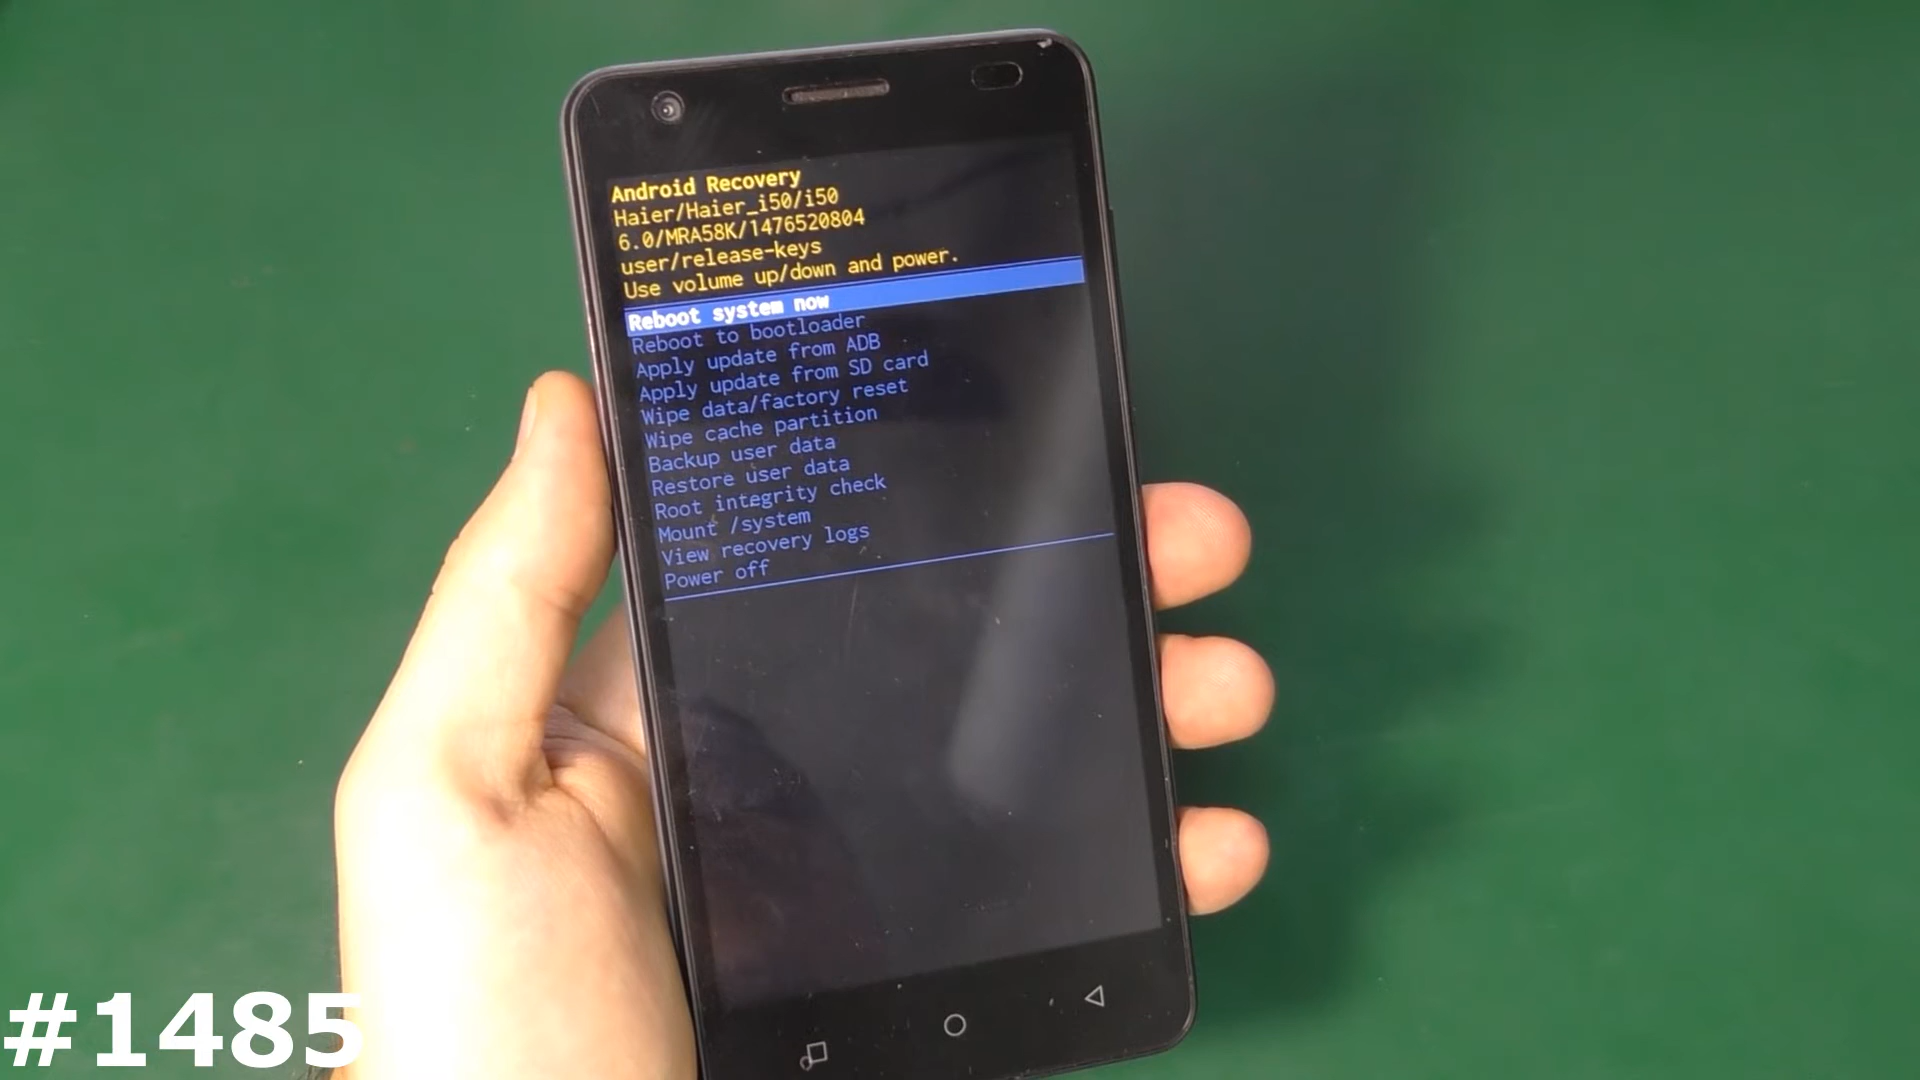 Android Recovery
Haier/Haier_i50/i50
6.0/MRA58K/1476520804
user/release-keys
Use volume up/down and power.
Reboot system now
Reboot to bootloader
Apply update from ADB
Apply update from SD card
Wipe data/factory reset
Wipe cache partition
Backup user data
Restore user data
Root integrity check
Mount /system
View recovery logs
Power off
#1485